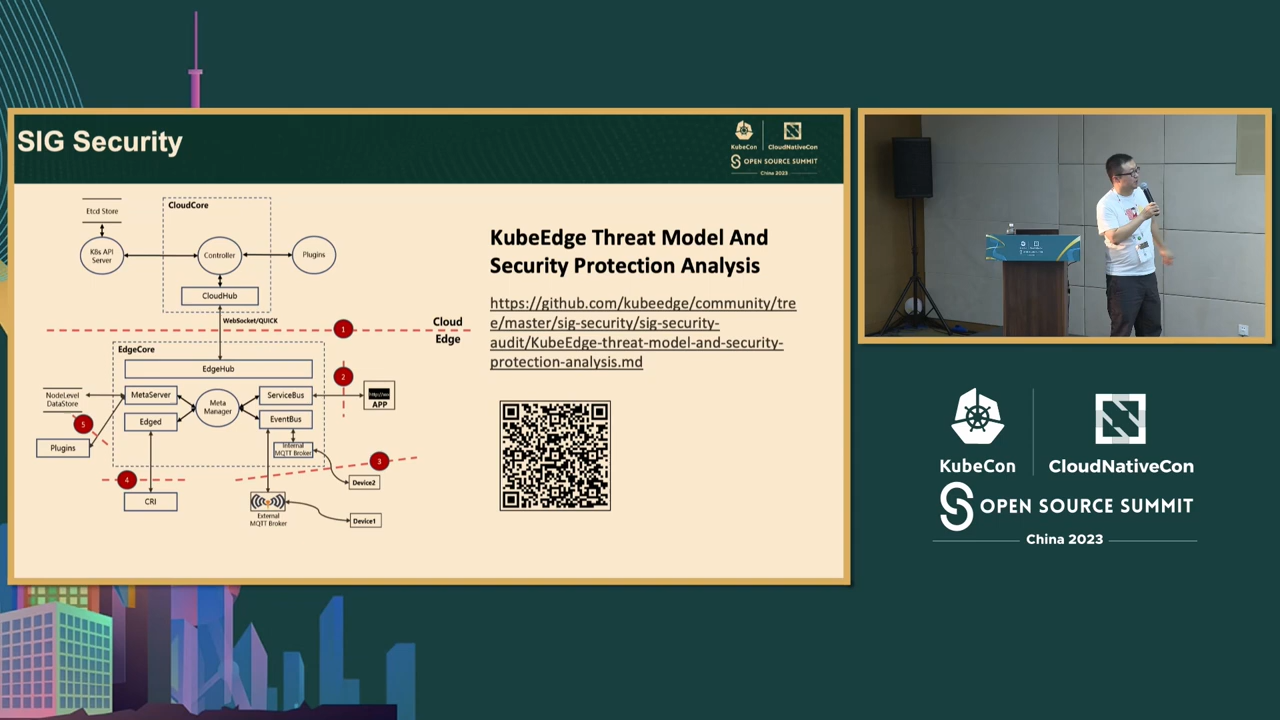 SIG Security
KubeCon
CloudNativeCon
OPEN SOURCE SUMMIT
China 2023
Etcd Store
K8s API
Server
CloudCore
Controller
Plugins
CloudHub
WebSocket/QUICK
1
Cloud
Edge
EdgeCore
EdgeHub
2
NodeLevel
DataStore
MetaServer
Meta
Manager
ServiceBus
APP
5
Edged
EventBus
Plugins
Internal
MQTT Broker
3
4
Device2
CRI
External
MQTT Broker
Device1
KubeEdge Threat Model And
Security Protection Analysis
https://github.com/kubeedge/community/tre
e/master/sig-security/sig-security-
audit/KubeEdge-threat-model-and-security-
protection-analysis.md
KubeCon
CloudNativeCon
OPEN SOURCE SUMMIT
China 2023